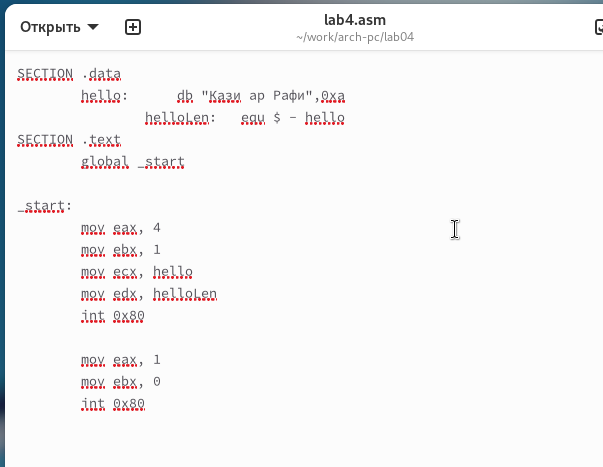 Открыть
lab4.asm
~/work/arch-pc/lab04
SECTION .data
hello: db "Кази ар Рафи",0xa
helloLen: equ $ - hello
SECTION .text
global _start
_start:
mov eax, 4
mov ebx, 1
mov ecx, hello
mov edx, helloLen
int 0x80
mov eax, 1
mov ebx, 0
int 0x80